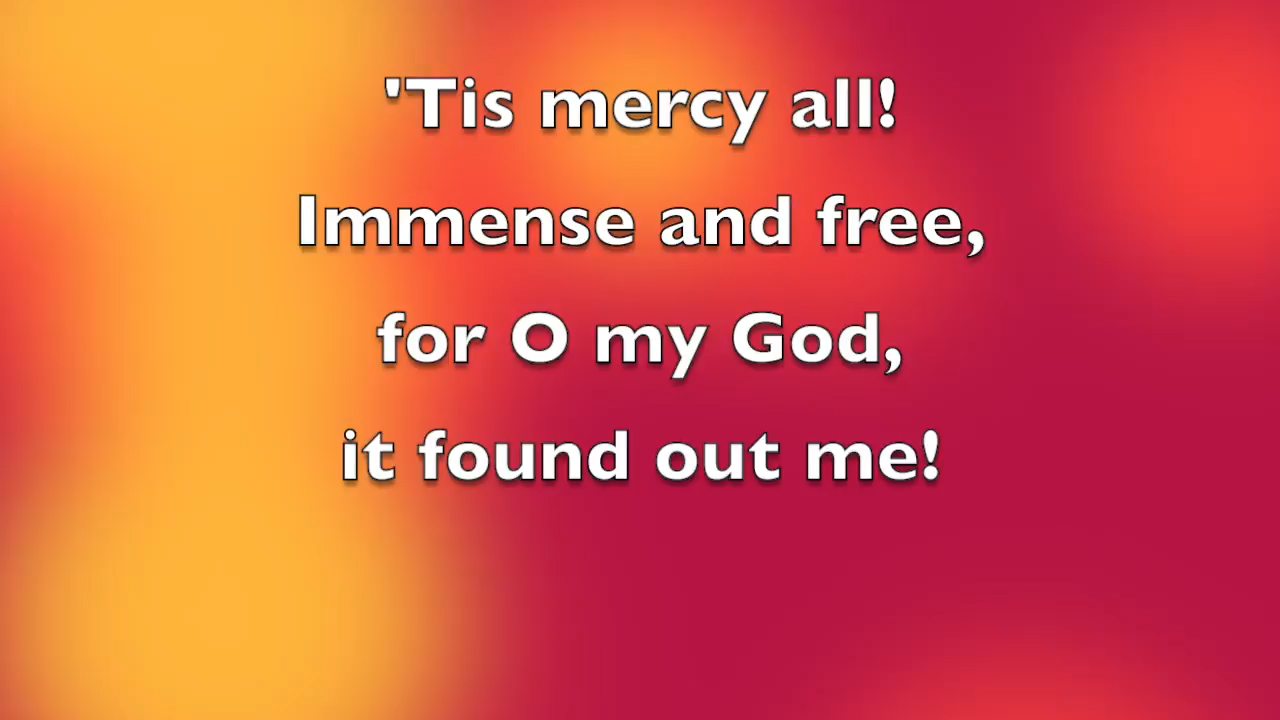 'Tis mercy all!
Immense and free,
for O my God,
it found out me!